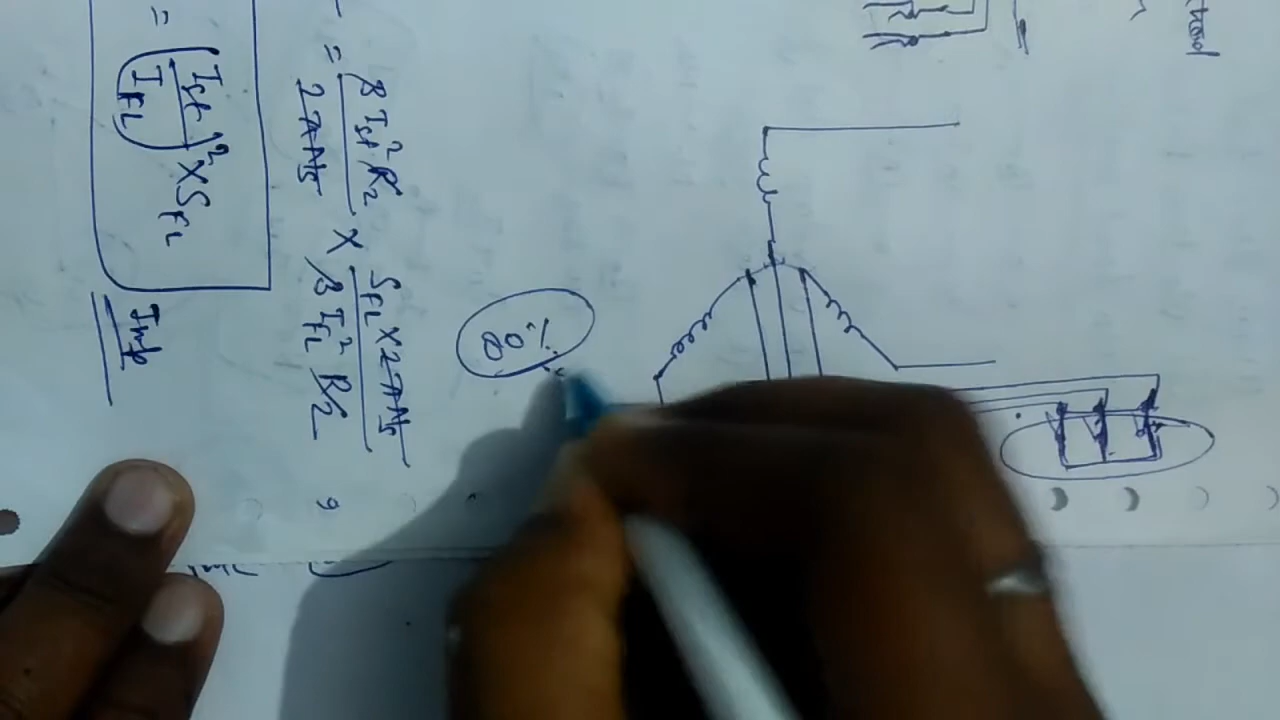 80%
= 3 Ist² R2 / 2πNs × SFL × 2πNs / 3 IFL² R2
= (Ist / IFL)² × SFL
Imp